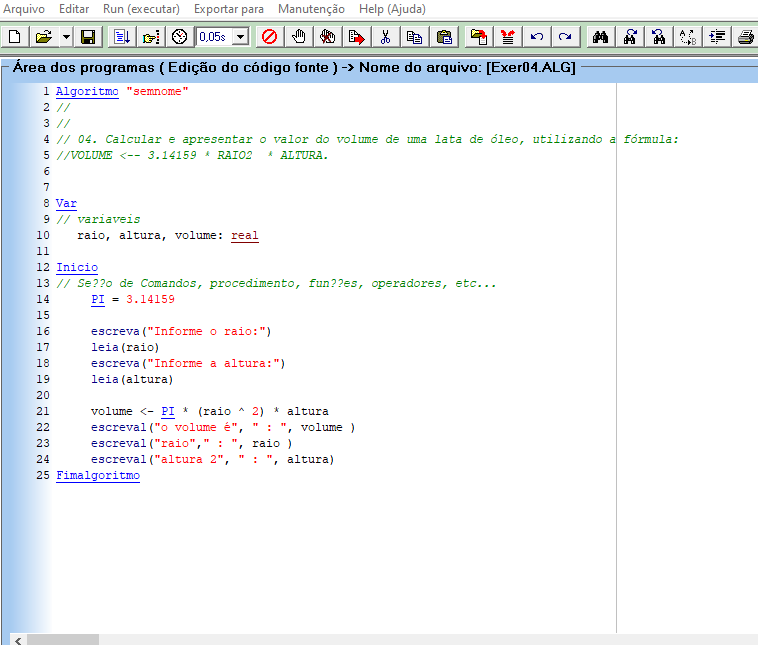 Arquivo Editar Run (executar) Exportar para Manutenção Help (Ajuda)
0,05s
Área dos programas ( Edição do código fonte ) -> Nome do arquivo: [Exer04.ALG]
1 Algoritmo "semnome"
2 //
3 //
4 // 04. Calcular e apresentar o valor do volume de uma lata de óleo, utilizando a fórmula:
5 //VOLUME <-- 3.14159 * RAIO2  * ALTURA.
6
7
8 Var
9 // variaveis
10    raio, altura, volume: real
11
12 Inicio
13 // Se??o de Comandos, procedimento, fun??es, operadores, etc...
14      PI = 3.14159
15
16      escreva("Informe o raio:")
17      leia(raio)
18      escreva("Informe a altura:")
19      leia(altura)
20
21      volume <- PI * (raio ^ 2) * altura
22      escreval("o volume é", " : ", volume )
23      escreval("raio"," : ", raio )
24      escreval("altura 2", " : ", altura)
25 Fimalgoritmo